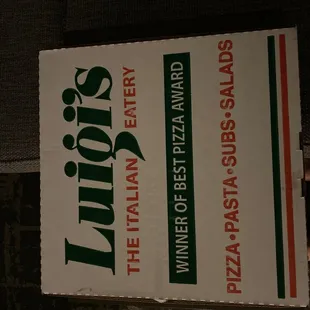 Luigi's
THE ITALIAN EATERY
WINNER OF BEST PIZZA AWARD
PIZZA•PASTA•SUBS•SALADS